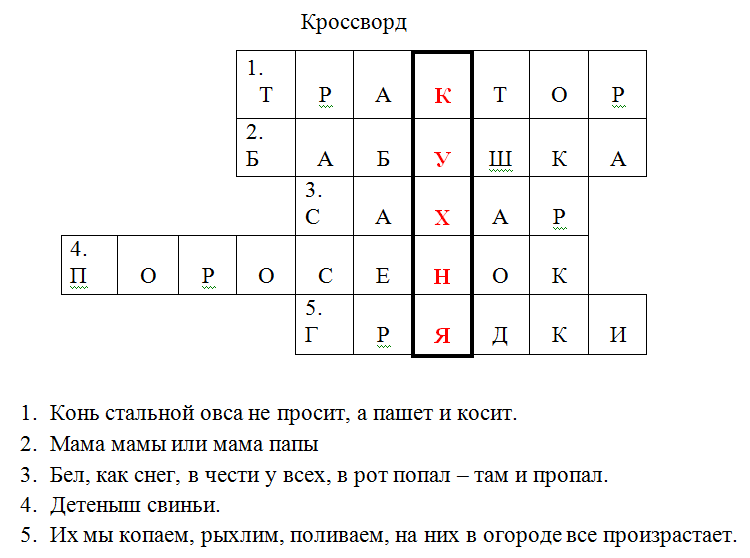 Кроссворд
1.
Т Р А К Т О Р
2.
Б А Б У Ш К А
3.
С А Х А Р
4.
П О Р О С Е Н О К
5.
Г Р Я Д К И
1. Конь стальной овса не просит, а пашет и косит.
2. Мама мамы или мама папы
3. Бел, как снег, в чести у всех, в рот попал – там и пропал.
4. Детеныш свиньи.
5. Их мы копаем, рыхлим, поливаем, на них в огороде все произрастает.